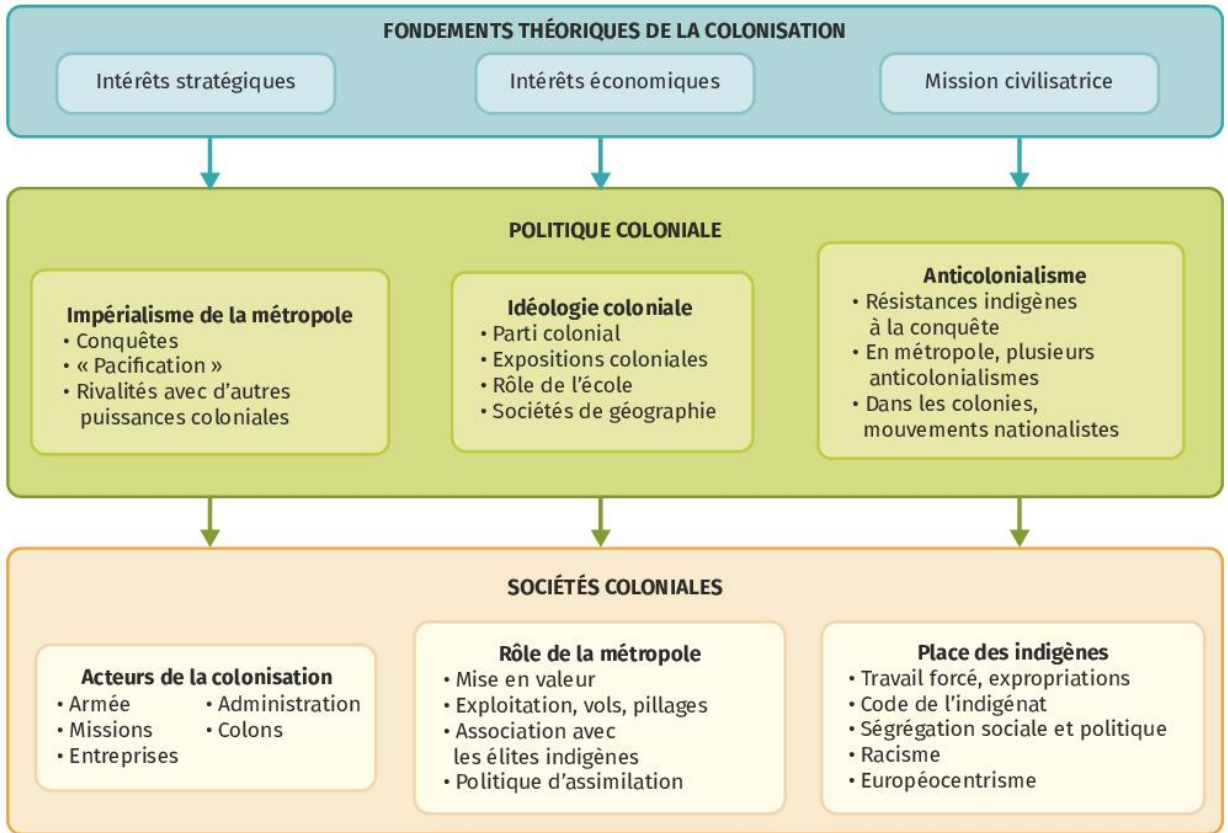 FONDEMENTS THÉORIQUES DE LA COLONISATION
Intérêts stratégiques
Intérêts économiques
Mission civilisatrice
POLITIQUE COLONIALE
Impérialisme de la métropole
• Conquêtes
• « Pacification »
• Rivalités avec d'autres
puissances coloniales
Idéologie coloniale
• Parti colonial
• Expositions coloniales
• Rôle de l'école
• Sociétés de géographie
Anticolonialisme
• Résistances indigènes
à la conquête
• En métropole, plusieurs
anticolonialismes
• Dans les colonies,
mouvements nationalistes
SOCIÉTÉS COLONIALES
Acteurs de la colonisation
• Armée
• Missions
• Entreprises
• Administration
• Colons
Rôle de la métropole
• Mise en valeur
• Exploitation, vols, pillages
• Association avec
les élites indigènes
• Politique d'assimilation
Place des indigènes
• Travail forcé, expropriations
• Code de l'indigénat
• Ségrégation sociale et politique
• Racisme
• Européocentrisme